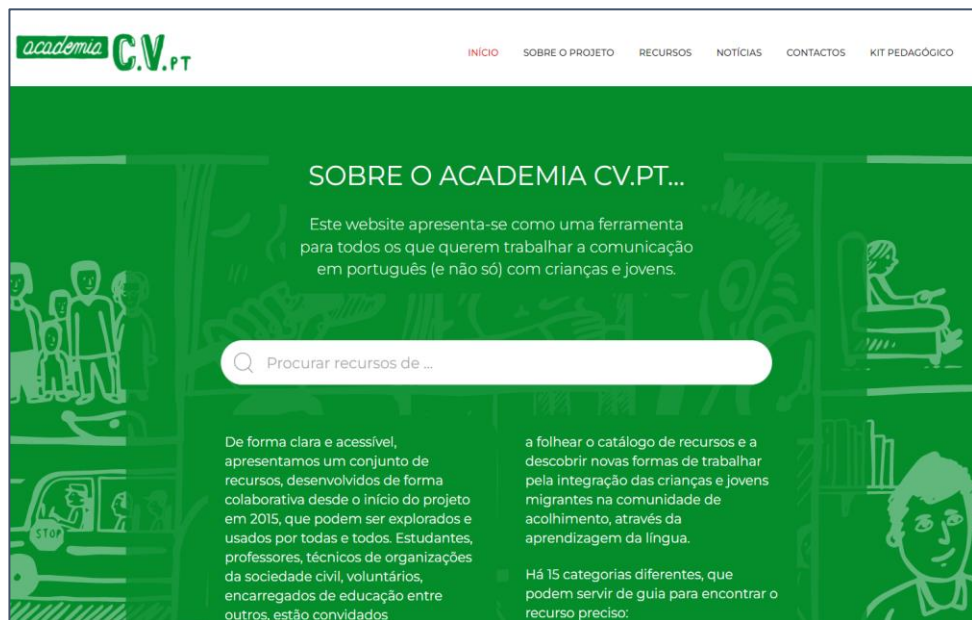 academia C.V.PT
INÍCIO SOBRE O PROJETO RECURSOS NOTÍCIAS CONTACTOS KIT PEDAGÓGICO
SOBRE O ACADEMIA CV.PT...
Este website apresenta-se como uma ferramenta
para todos os que querem trabalhar a comunicação
em português (e não só) com crianças e jovens.
Procurar recursos de ...
De forma clara e acessível,
apresentamos um conjunto de
recursos, desenvolvidos de forma
colaborativa desde o início do projeto
em 2015, que podem ser explorados e
usados por todas e todos. Estudantes,
professores, técnicos de organizações
da sociedade civil, voluntários,
encarregados de educação entre
outros, estão convidados
a folhear o catálogo de recursos e a
descobrir novas formas de trabalhar
pela integração das crianças e jovens
migrantes na comunidade de
acolhimento, através da
aprendizagem da língua.
Há 15 categorias diferentes, que
podem servir de guia para encontrar o
recurso preciso:
STOP